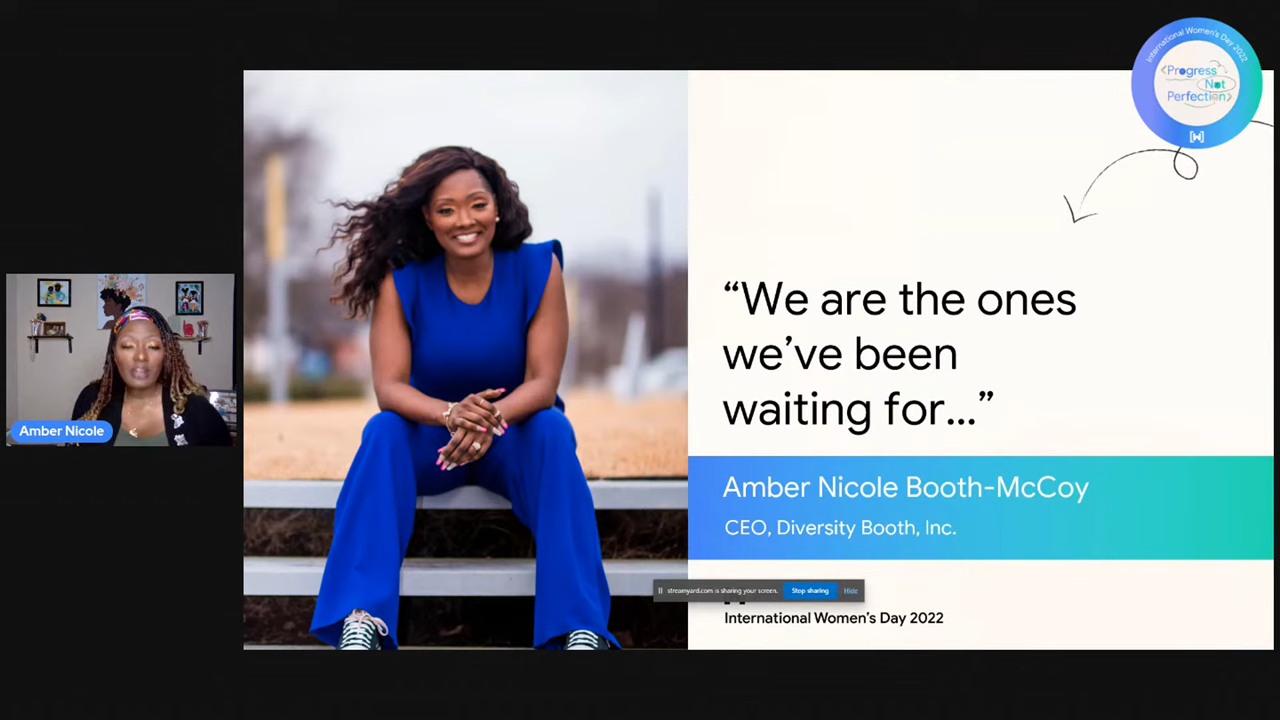 International Women's Day 2022
<Progress
Not
Perfection>
[W]
“We are the ones
we’ve been
waiting for...”
Amber Nicole Booth-McCoy
CEO, Diversity Booth, Inc.
Amber Nicole
streamyard.com is sharing your screen. Stop sharing Hide
International Women’s Day 2022